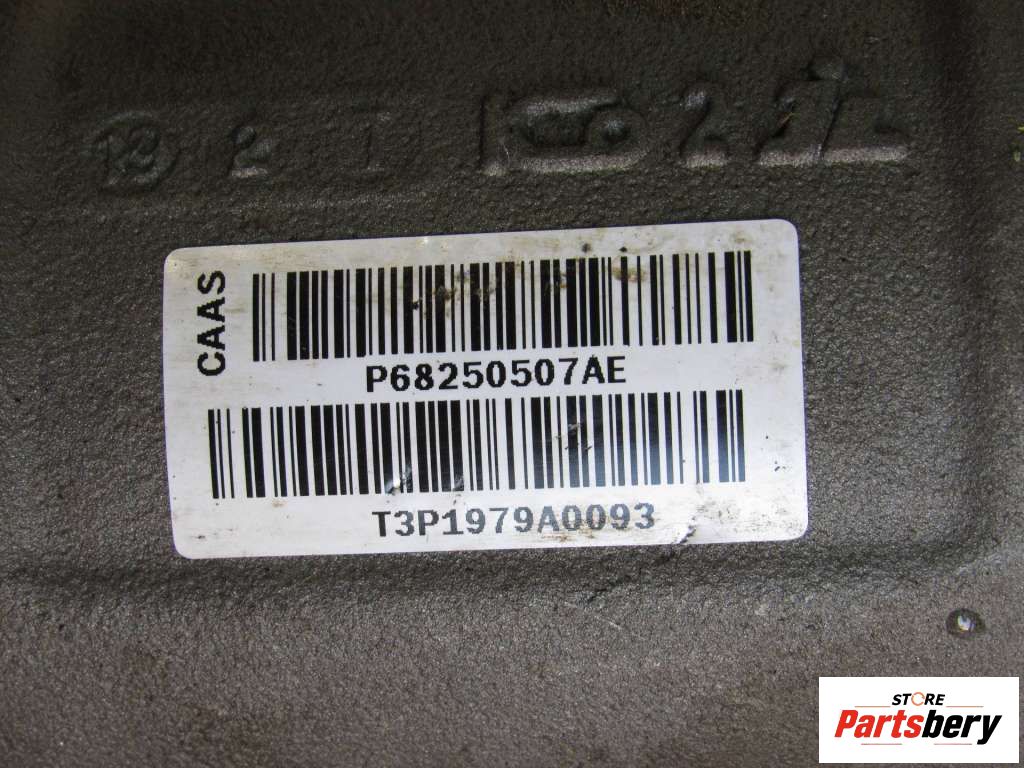 CAAS
P68250507AE
T3P1979A0093
STORE
Partsbery